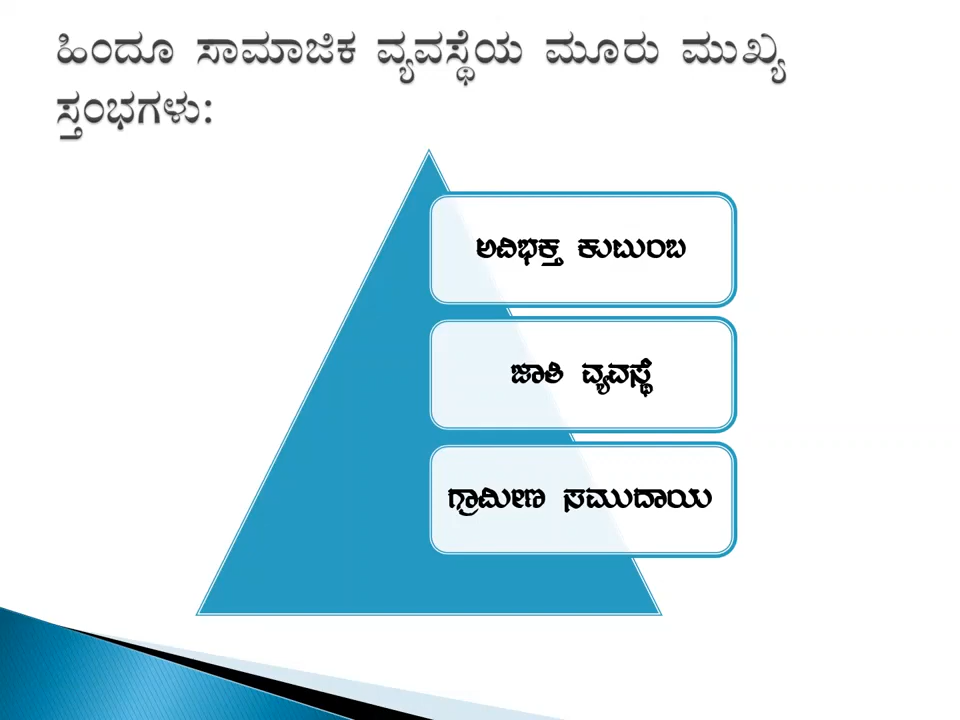 ಹಿಂದೂ ಸಾಮಾಜಿಕ ವ್ಯವಸ್ಥೆಯ ಮೂರು ಮುಖ್ಯ
ಸ್ತಂಭಗಳು:
ಅವಿಭಕ್ತ ಕುಟುಂಬ
ಜಾತಿ ವ್ಯವಸ್ಥೆ
ಗ್ರಾಮೀಣ ಸಮುದಾಯ